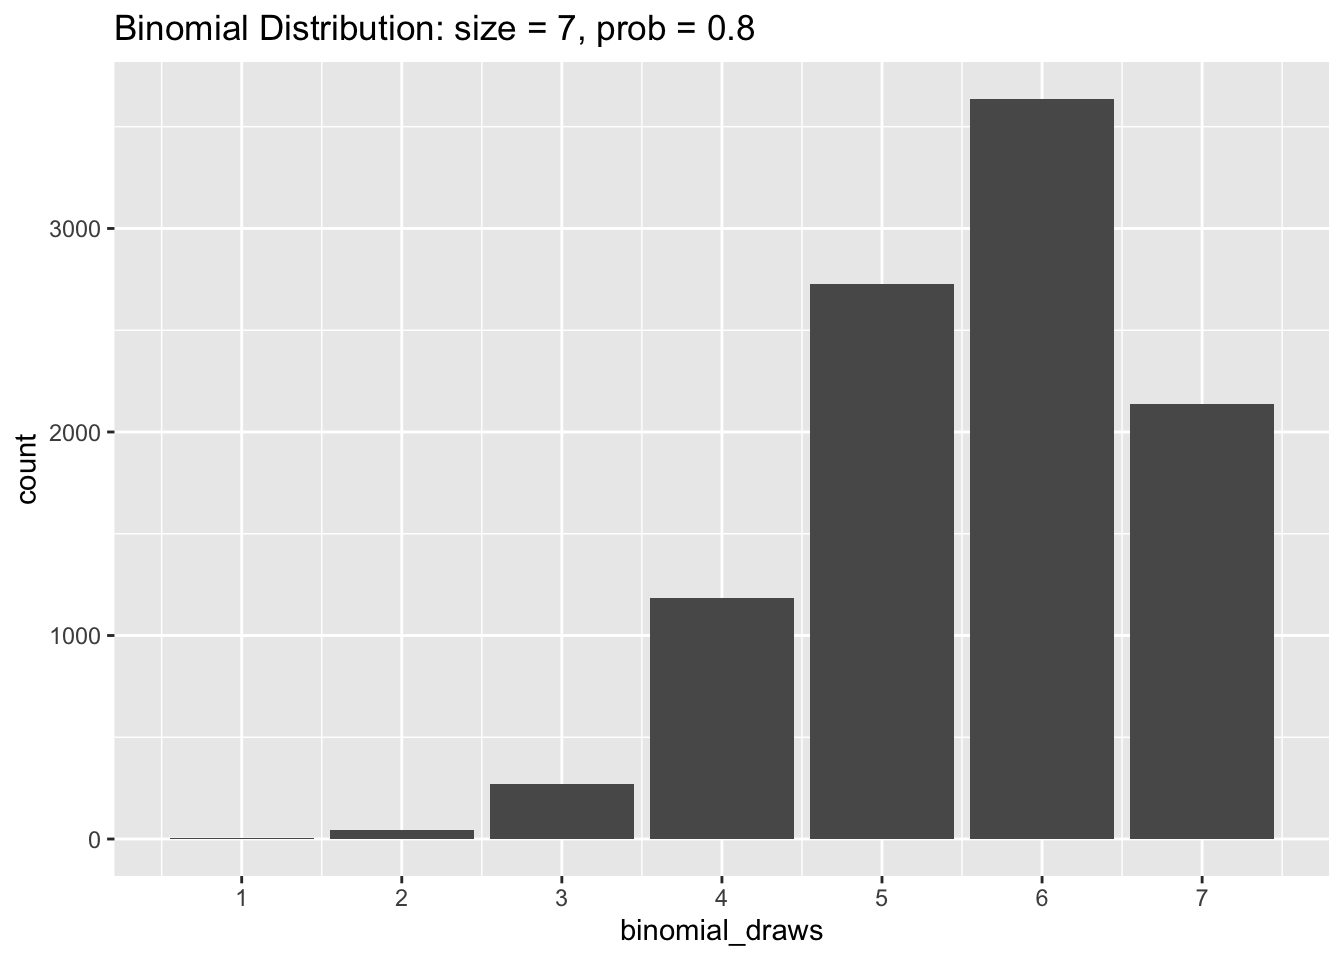 Binomial Distribution: size = 7, prob = 0.8
count
3000
2000
1000
0
1 2 3 4 5 6 7
binomial_draws